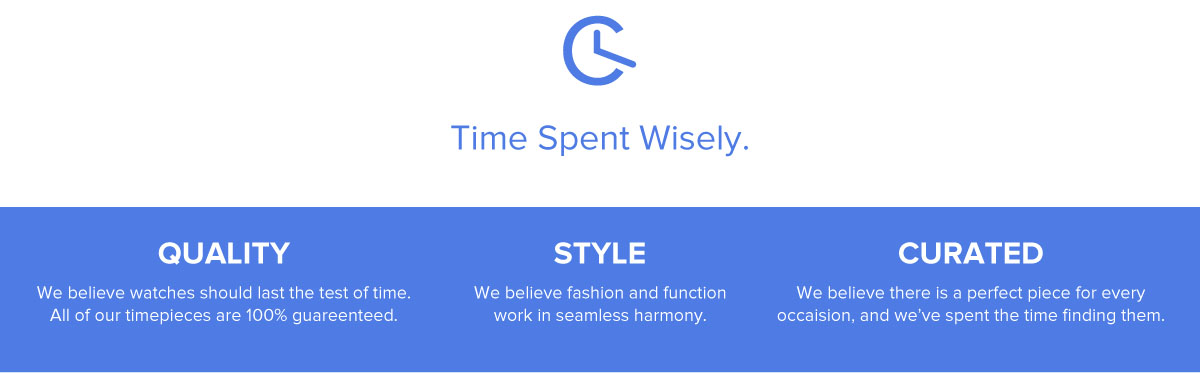 Time Spent Wisely.
QUALITY
We believe watches should last the test of time.
All of our timepieces are 100% guareenteed.
STYLE
We believe fashion and function
work in seamless harmony.
CURATED
We believe there is a perfect piece for every
occaision, and we've spent the time finding them.